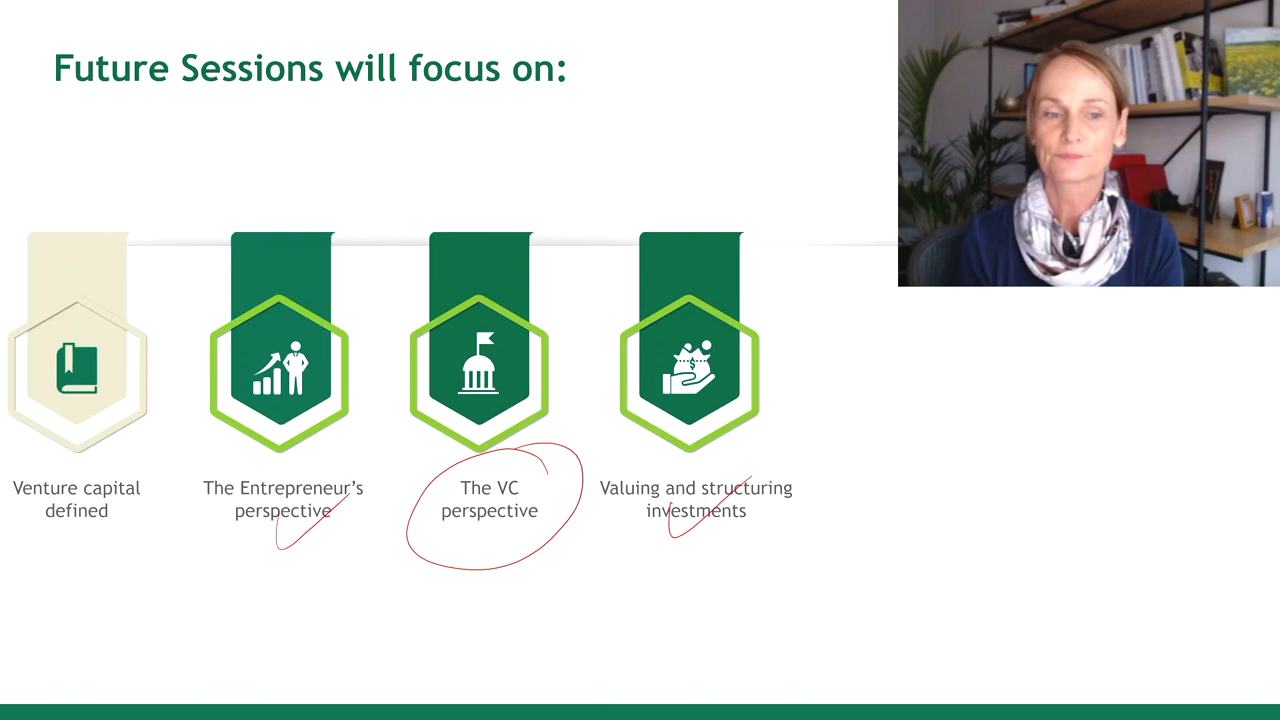 Future Sessions will focus on:
Venture capital
defined
The Entrepreneur's
perspective
The VC
perspective
Valuing and structuring
investments